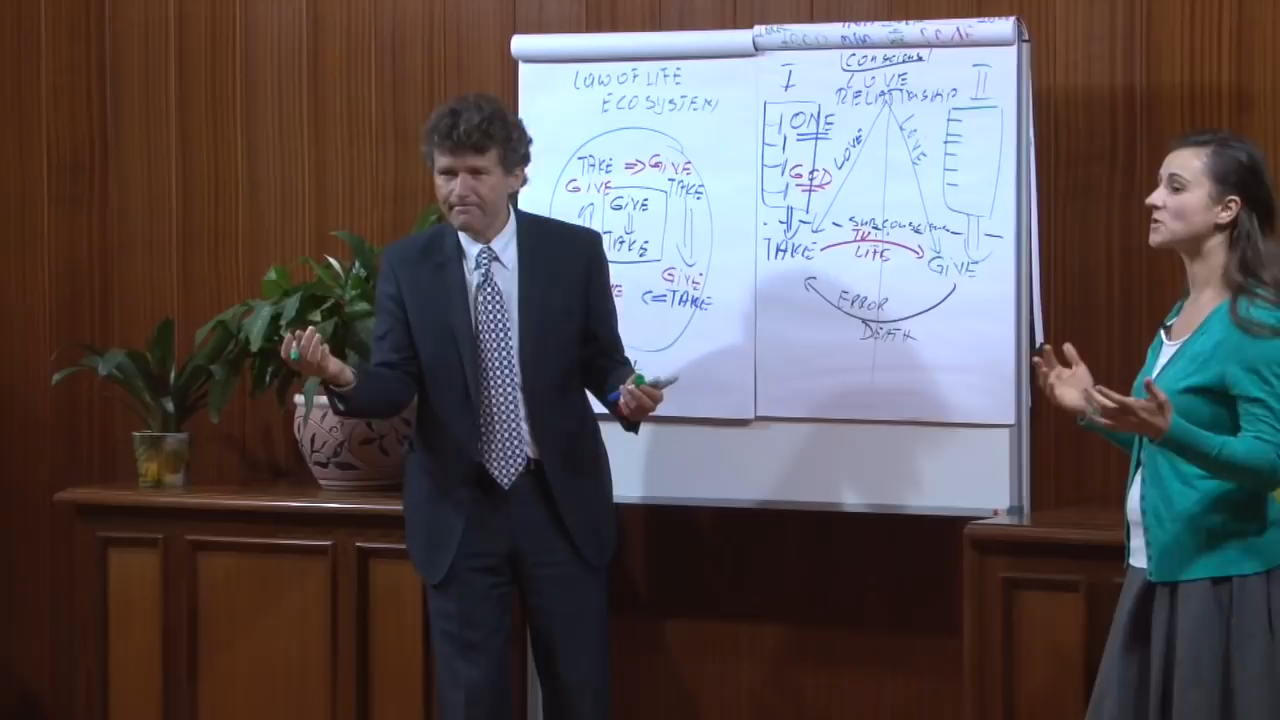 LAW OF LIFE
ECOSYSTEM
TAKE ⇒ GIVE
GIVE TAKE
GIVE
TAKE
GIVE
<= TAKE
CONSCIOUS
LOVE
RELATIONSHIP
I II
ONE
GOD
LOVE LOVE
SUBCONSCIOUS
TAKE LIFE GIVE
ERROR
DEATH